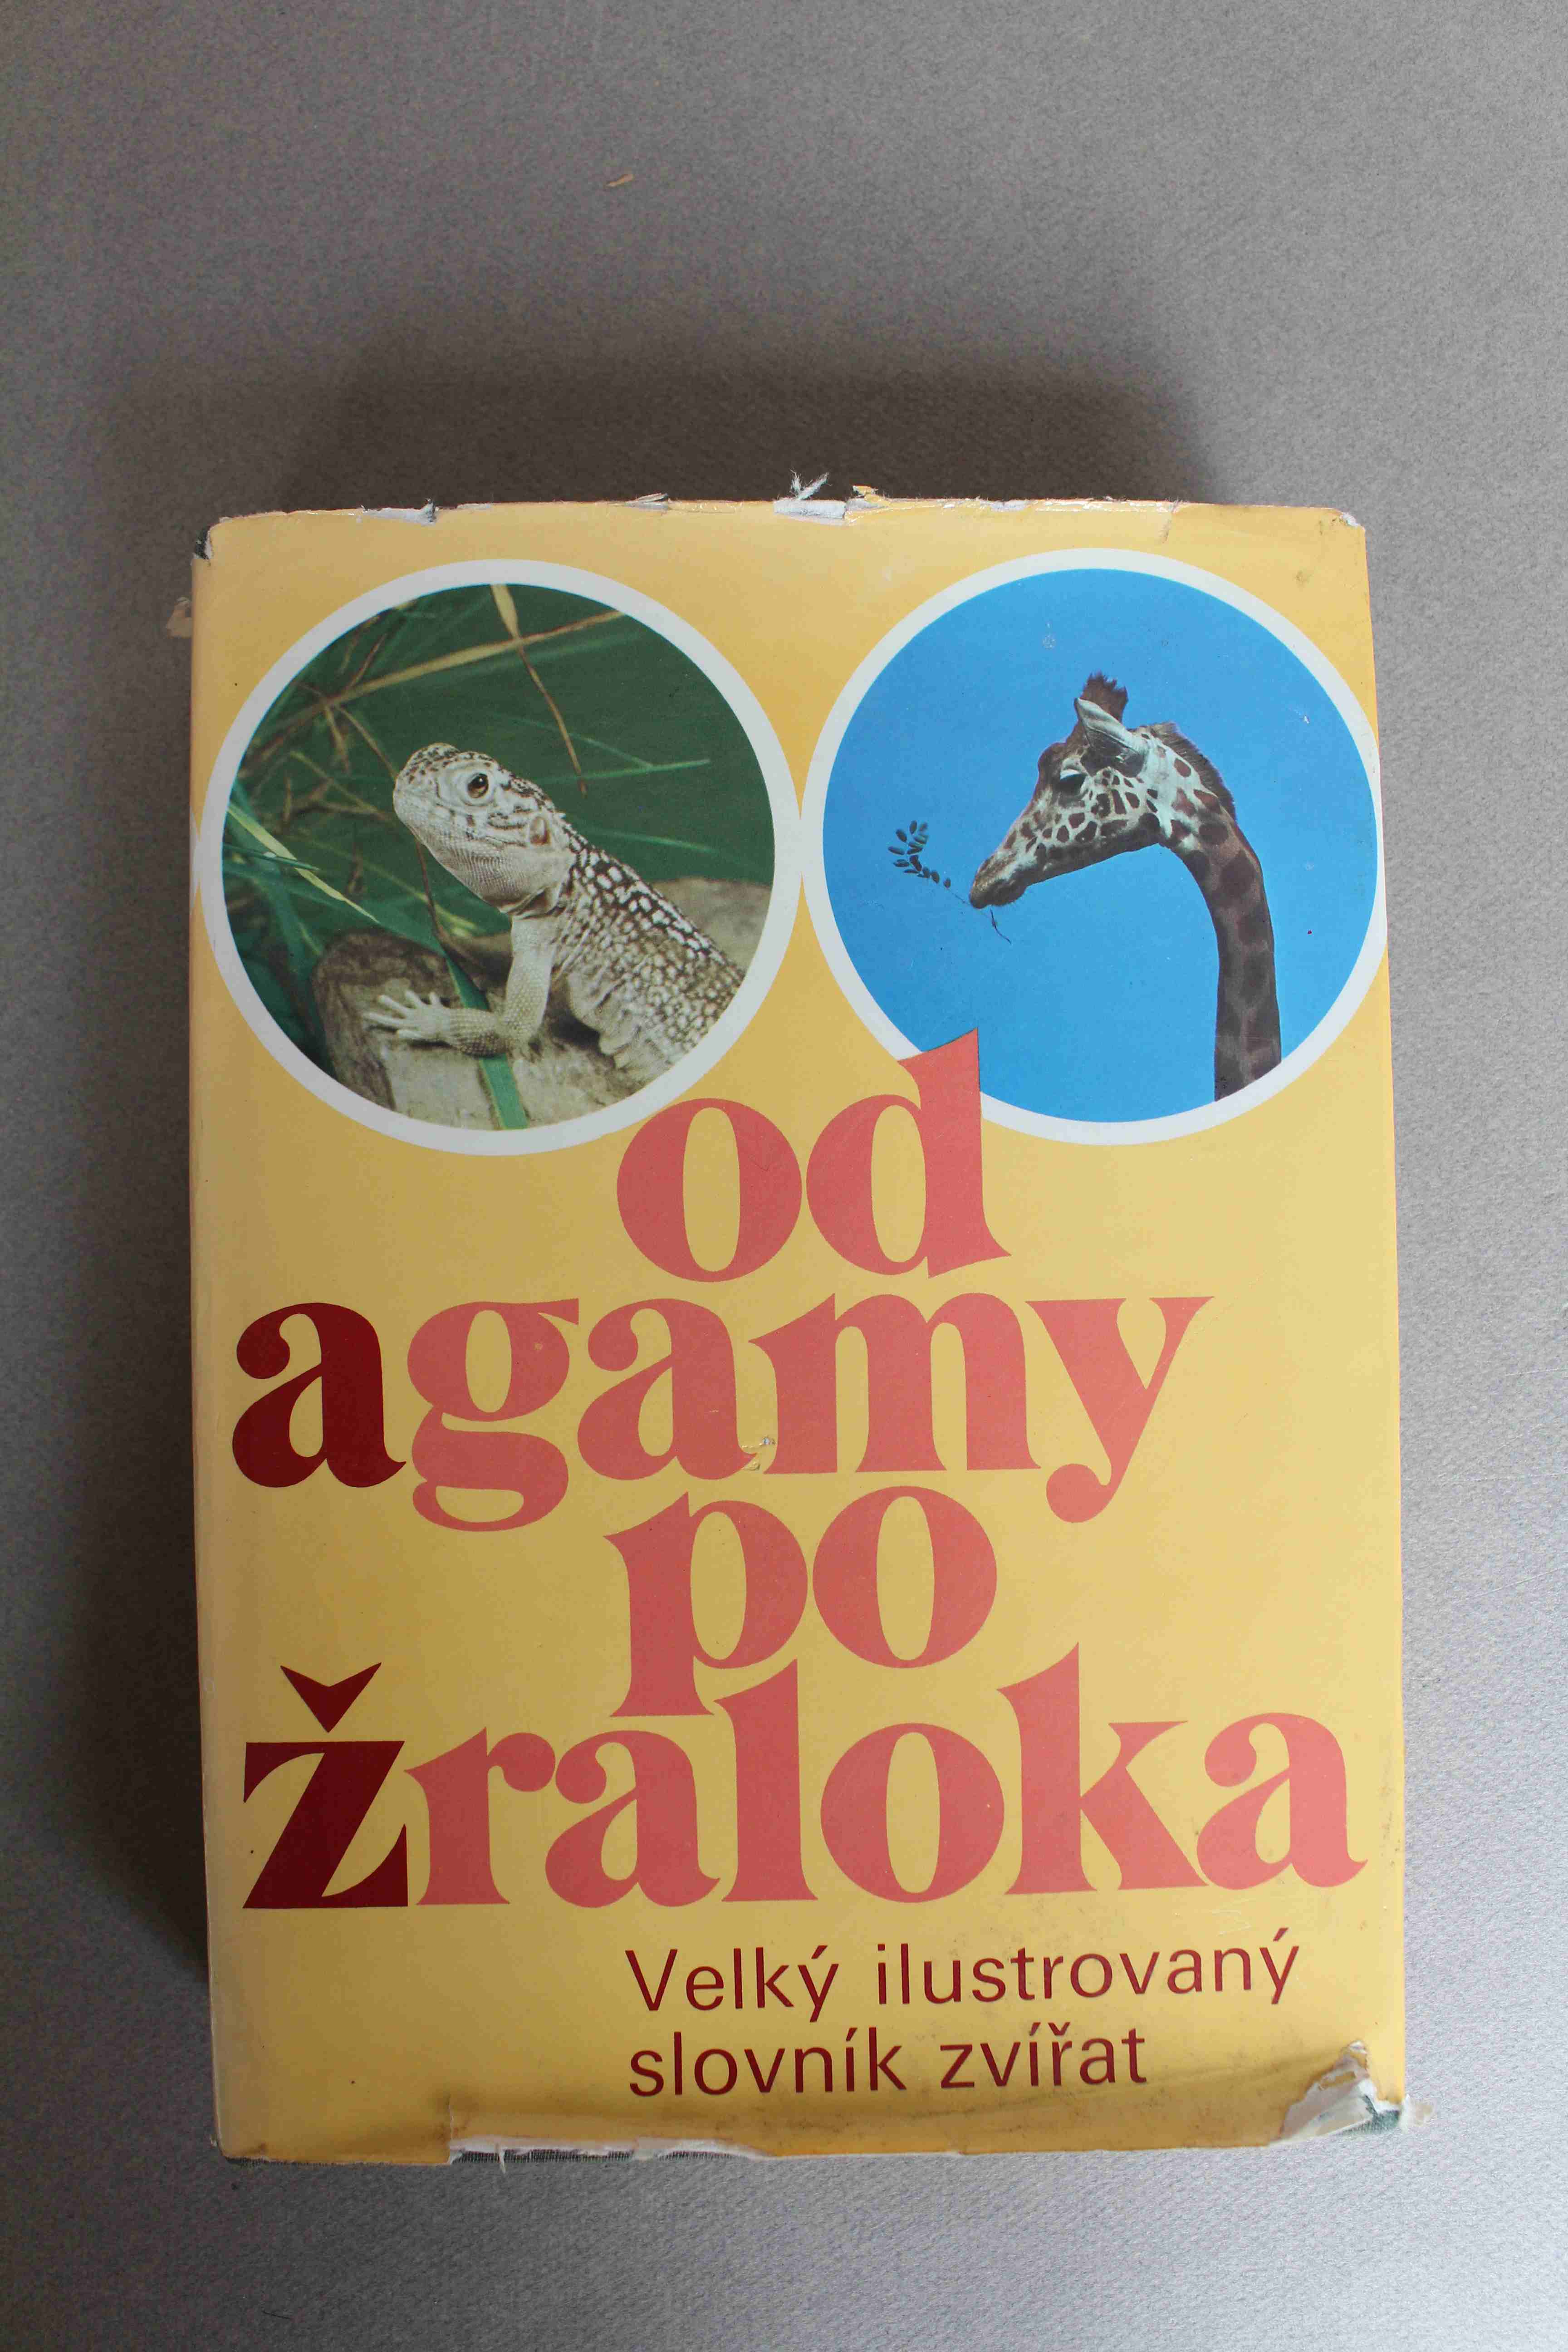 od
agamy
po
žraloka
Velký ilustrovaný
slovník zvířat